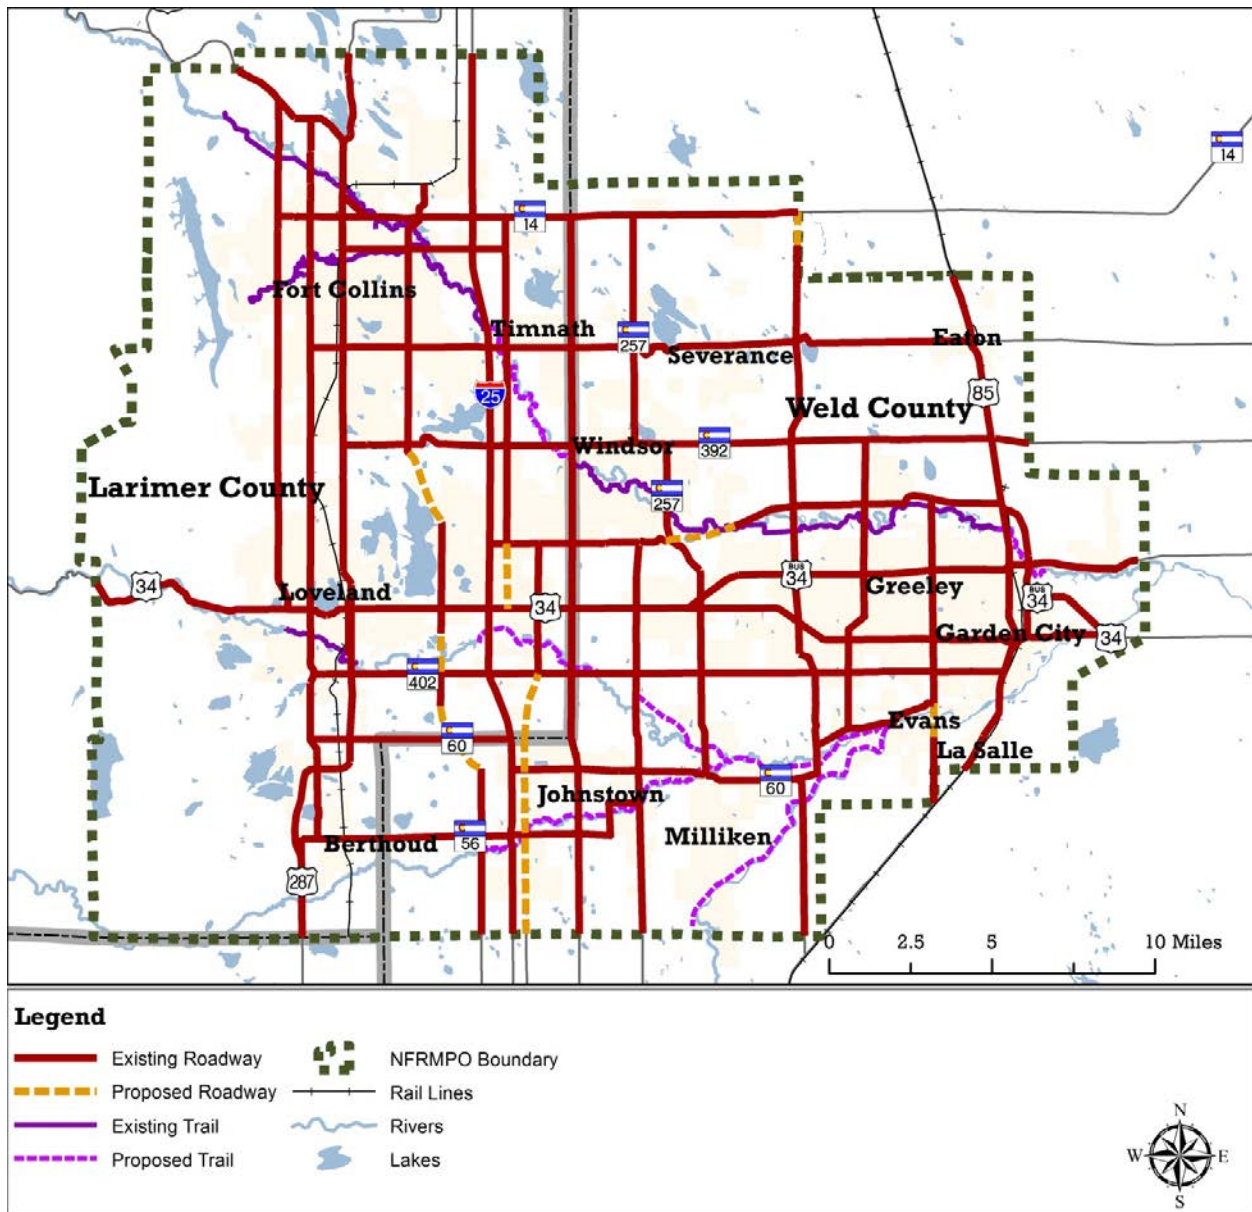 14
14
Fort Collins
Timnath
257
Severance
Eaton
25
85
Weld County
Windsor
392
Larimer County
257
34
Loveland
34
BUS
34
Greeley
BUS
34
Garden City
34
402
60
Evans
La Salle
60
Johnstown
56
Berthoud
Milliken
287
0 2.5 5 10 Miles
Legend
Existing Roadway
NFRMPO Boundary
Proposed Roadway
Rail Lines
Existing Trail
Rivers
Proposed Trail
Lakes
N
W E
S